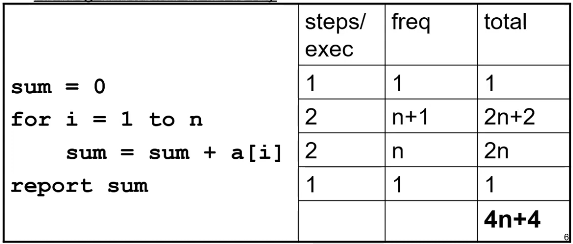 steps/ exec freq total
sum = 0 1 1 1
for i = 1 to n 2 n+1 2n+2
sum = sum + a[i] 2 n 2n
report sum 1 1 1
4n+4
6